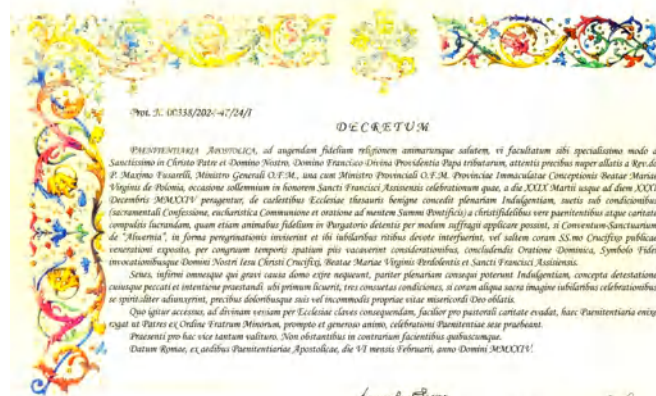 DECRETUM
PAENITENTIARIA APOSTOLICA, ad augendam fidelium religionem animarumque salutem, vi facultatum sibi specialissimo modo a
Sanctissimo in Christo Patre et Domino Nostro, Domino Francisco Divina Providentia Papa tributarum, attentis precibus nuper allatis a Rev.do
P. Maximo Fusarelli, Ministro Generali O.F.M., una cum Ministro Provinciali O.F.M. Provinciae Immaculatae Conceptionis Beatae Mariae
Virginis de Polonia, occasione sollemnium in honorem Sancti Francisci Assisiensis celebrationum quae, a die XXIX Martii usque ad diem XXXI
Decembris MMXXIV peragentur, de caelestibus Ecclesiae thesauris benigne concedit plenariam Indulgentiam, suetis sub condicionibus
(sacramentali Confessione, eucharistica Communione et oratione ad mentem Summi Pontificis) a christifidelibus vere paenitentibus atque caritate
compulsis lucrandam, quam etiam animabus fidelium in Purgatorio detentis per modum suffragii applicare possint, si Conventum-Sanctuarium
de "Alvernia", in forma peregrinationis inviserint et ibi iubilaribus ritibus devote interfuerint, vel saltem coram SS.mo Crucifixo publicae
venerationi exposito, per congruum temporis spatium piis vacaverint considerationibus, concludendis Oratione Dominica, Symbolo Fidei
invocationibusque Domini Nostri Iesu Christi Crucifixi, Beatae Mariae Virginis Perdolentis et Sancti Francisci Assisiensis.
Senes, infirmi omnesque qui gravi causa domo exire nequeunt, pariter plenariam consequi poterunt Indulgentiam, concepta detestatione
cuiusque peccati et intentione praestandi, ubi primum licuerit, tres consuetas condiciones, si coram aliqua sacra imagine iubilaribus celebrationibus
se spiritaliter adiunxerint, precibus doloribusque suis vel incommodis propriae vitae misericordi Deo oblatis.
Quo igitur accessus, ad divinam veniam per Ecclesiae claves consequendam, facilior pro pastorali caritate evadat, haec Paenitentiaria enixe
rogat ut Patres ex Ordine Fratrum Minorum, prompto et generoso animo, celebrationi Paenitentiae sese praebeant.
Praesenti pro hac vice tantum valituro. Non obstantibus in contrarium facientibus quibuscumque.
Datum Romae, ex aedibus Paenitentiariae Apostolicae, die VI mensis Februarii, anno Domini MMXXIV.